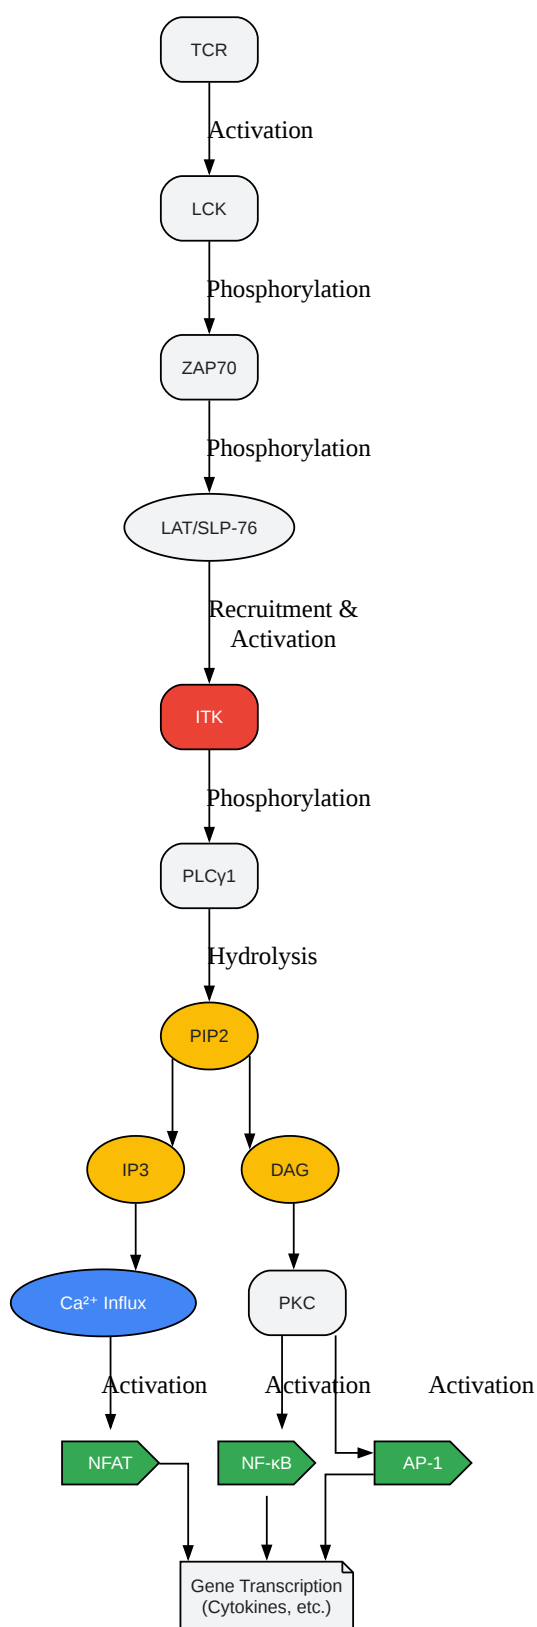 TCR
Activation
LCK
Phosphorylation
ZAP70
Phosphorylation
LAT/SLP-76
Recruitment &
Activation
ITK
Phosphorylation
PLCγ1
Hydrolysis
PIP2
IP3
DAG
Ca²⁺ Influx
PKC
Activation
Activation
Activation
NFAT
NF-κB
AP-1
Gene Transcription
(Cytokines, etc.)